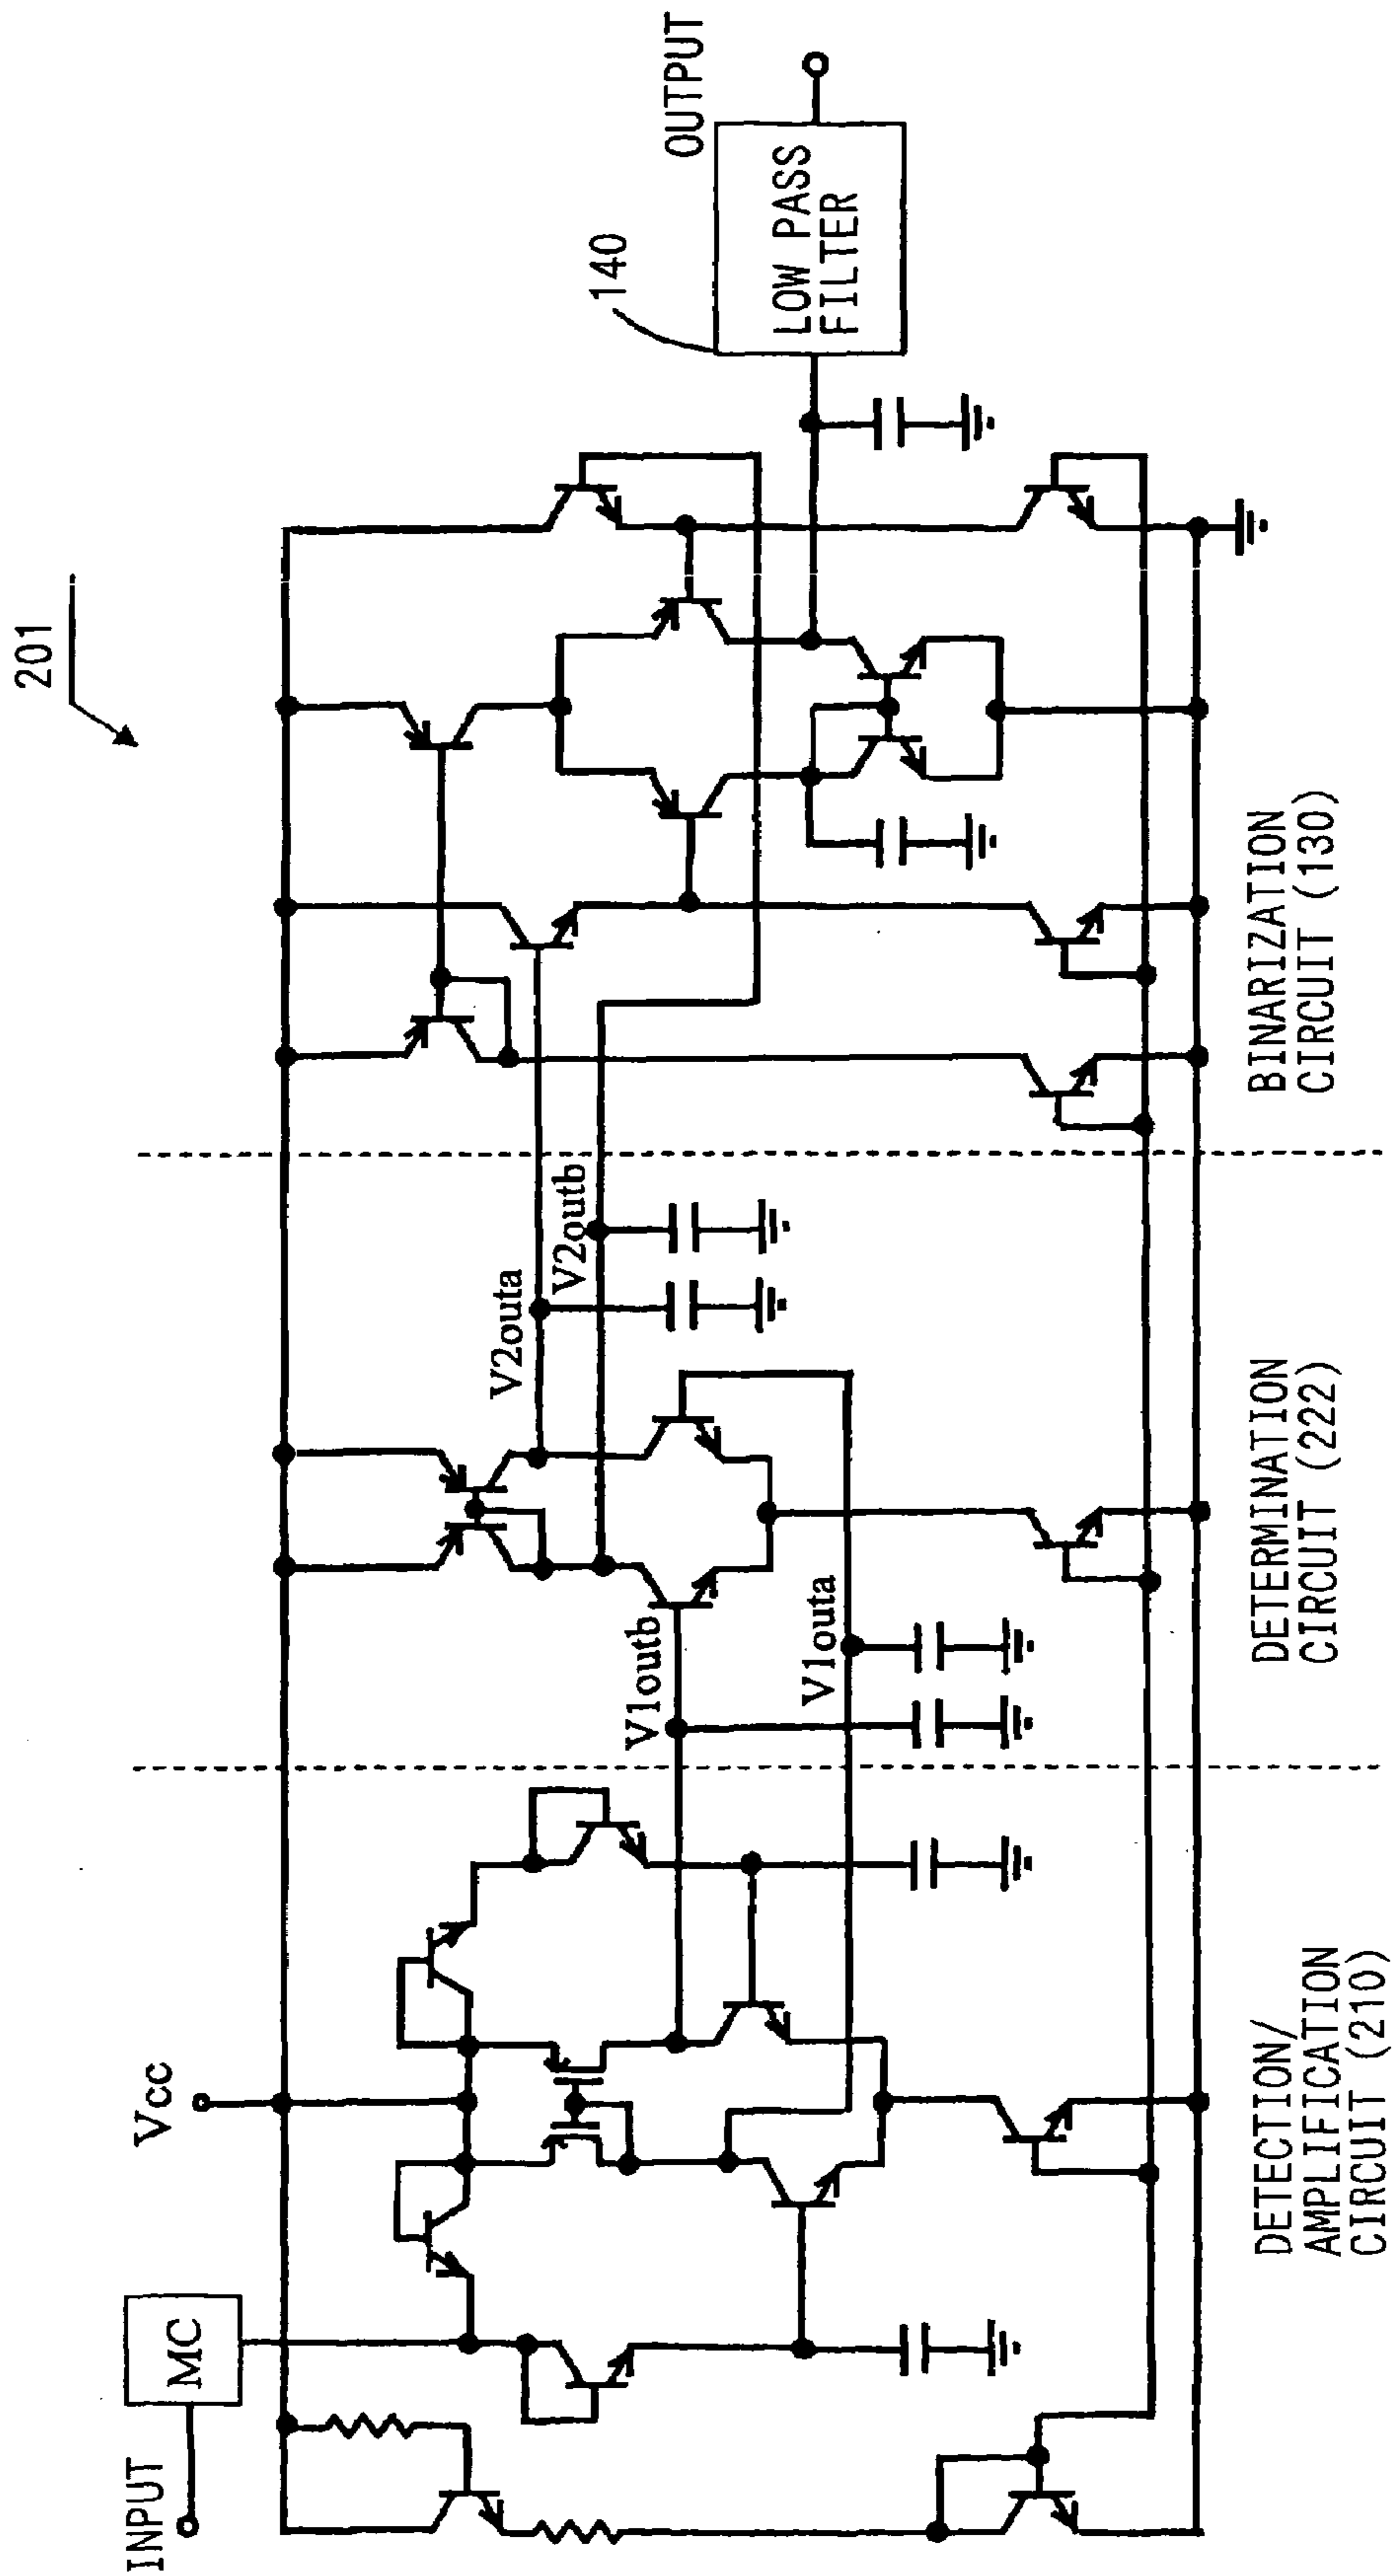 201
INPUT
MC
Vcc
V1outb
V1outa
V2outa
V2outb
140
LOW PASS
FILTER
OUTPUT
DETECTION/
AMPLIFICATION
CIRCUIT (210)
DETERMINATION
CIRCUIT (222)
BINARIZATION
CIRCUIT (130)